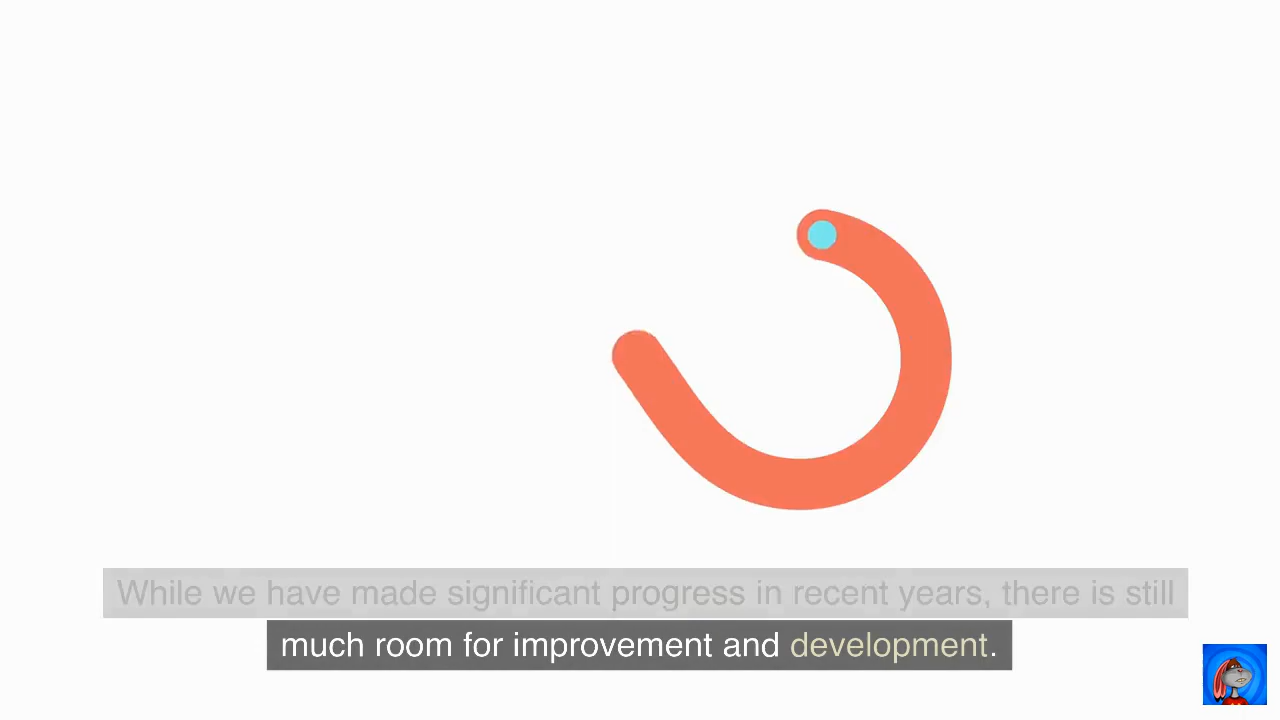 While we have made significant progress in recent years, there is still
much room for improvement and development.